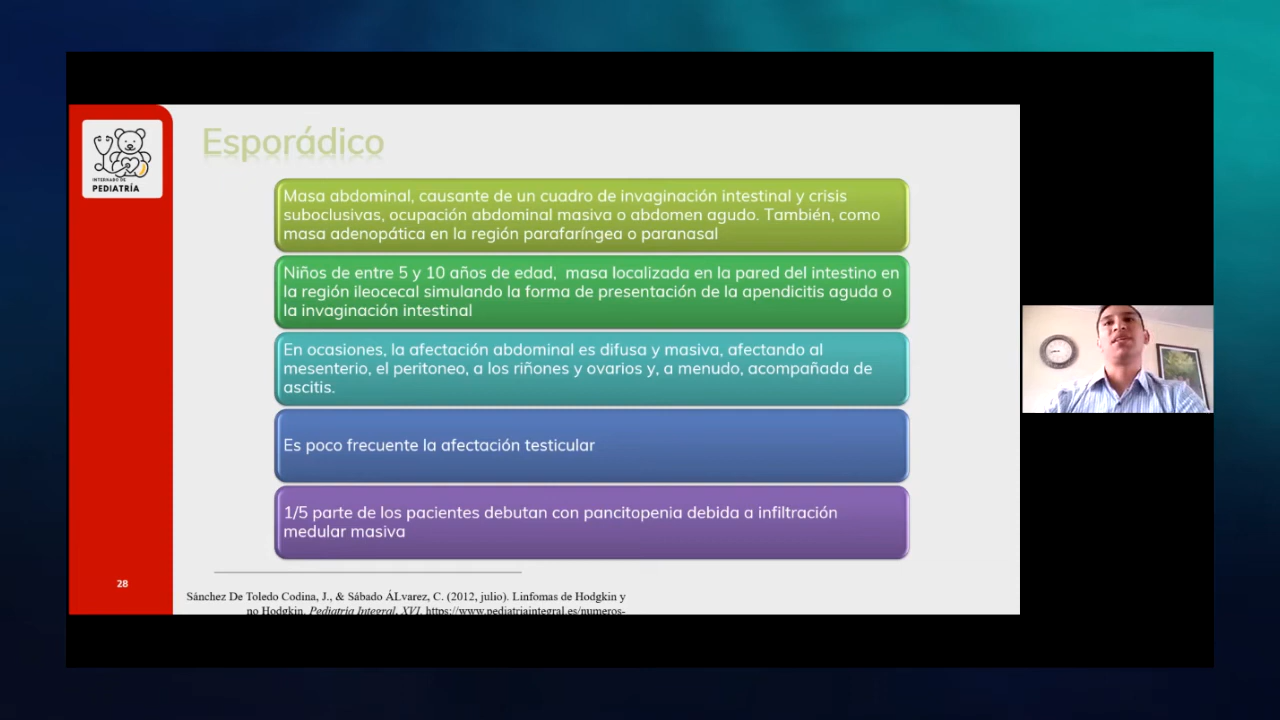 INTERNADO DE
PEDIATRÍA
Esporádico
Masa abdominal, causante de un cuadro de invaginación intestinal y crisis
suboclusivas, ocupación abdominal masiva o abdomen agudo. También, como
masa adenopática en la región parafaríngea o paranasal
Niños de entre 5 y 10 años de edad, masa localizada en la pared del intestino en
la región ileocecal simulando la forma de presentación de la apendicitis aguda o
la invaginación intestinal
En ocasiones, la afectación abdominal es difusa y masiva, afectando al
mesenterio, el peritoneo, a los riñones y ovarios y, a menudo, acompañada de
ascitis.
Es poco frecuente la afectación testicular
1/5 parte de los pacientes debutan con pancitopenia debida a infiltración
medular masiva
28
Sánchez De Toledo Codina, J., & Sábado ÁLvarez, C. (2012, julio). Linfomas de Hodgkin y
no Hodgkin. Pediatría Integral, XVI. https://www.pediatriaintegral.es/numeros-